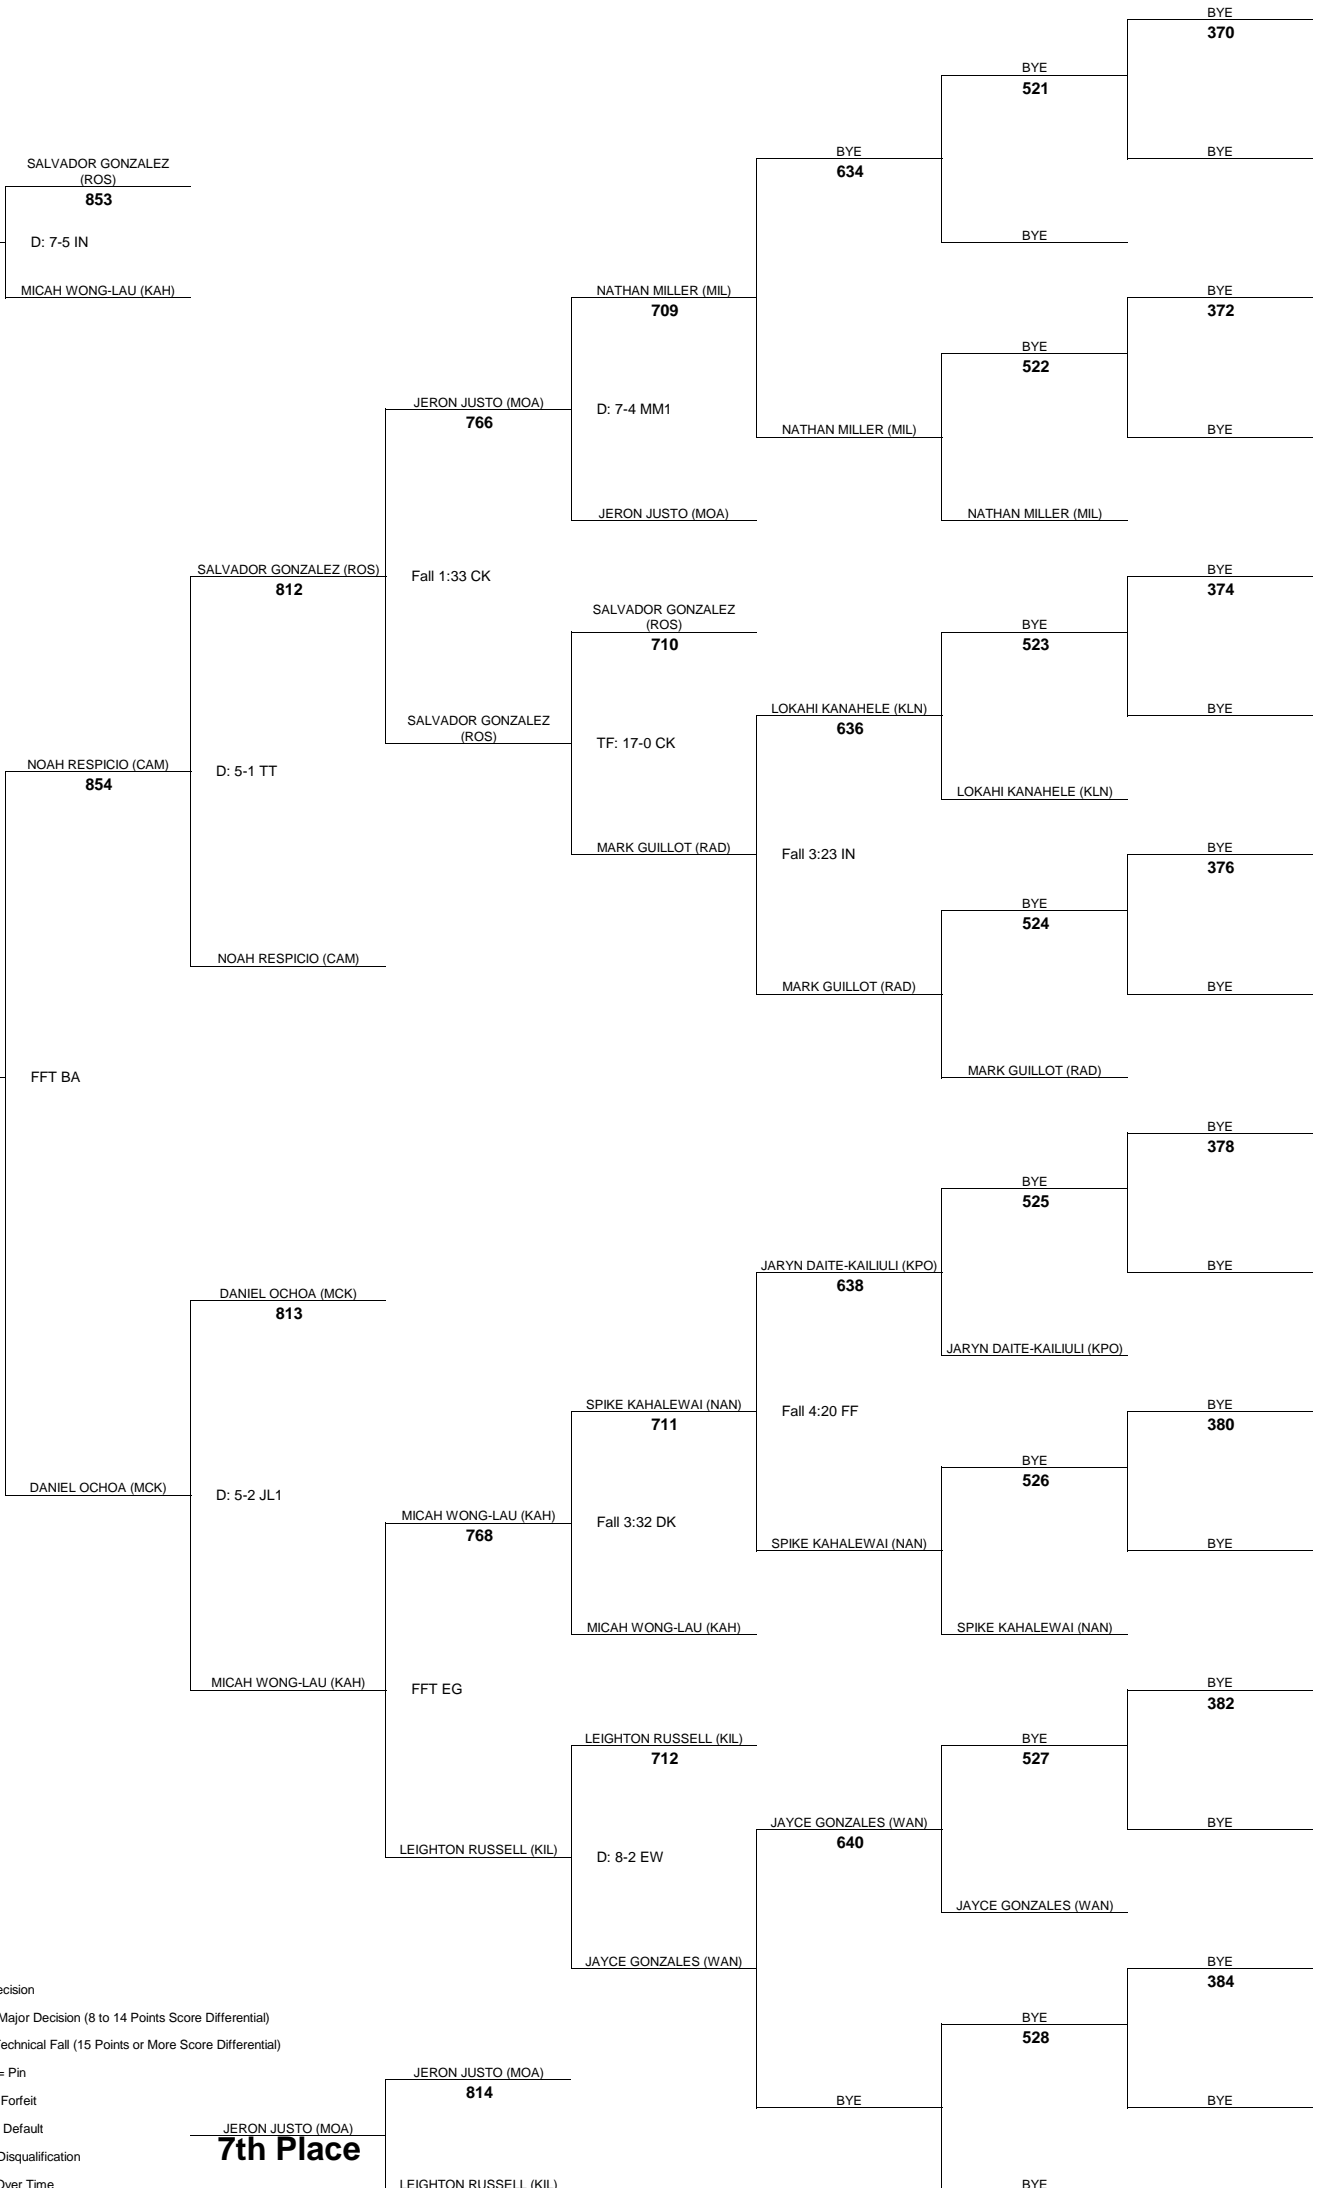 BYE
370
BYE
521
BYE
634
BYE
SALVADOR GONZALEZ
(ROS)
853
D: 7-5 IN
BYE
MICAH WONG-LAU (KAH)
NATHAN MILLER (MIL)
709
BYE
372
BYE
522
JERON JUSTO (MOA)
766
D: 7-4 MM1
NATHAN MILLER (MIL)
BYE
JERON JUSTO (MOA)
NATHAN MILLER (MIL)
SALVADOR GONZALEZ (ROS)
812
Fall 1:33 CK
BYE
374
SALVADOR GONZALEZ
(ROS)
710
BYE
523
LOKAHI KANAHELE (KLN)
636
BYE
SALVADOR GONZALEZ
(ROS)
TF: 17-0 CK
NOAH RESPICIO (CAM)
854
D: 5-1 TT
LOKAHI KANAHELE (KLN)
MARK GUILLOT (RAD)
Fall 3:23 IN
BYE
376
BYE
524
NOAH RESPICIO (CAM)
MARK GUILLOT (RAD)
BYE
FFT BA
MARK GUILLOT (RAD)
BYE
378
BYE
525
JARYN DAITE-KAILIULI (KPO)
638
BYE
DANIEL OCHOA (MCK)
813
JARYN DAITE-KAILIULI (KPO)
SPIKE KAHALEWAI (NAN)
711
Fall 4:20 FF
BYE
380
BYE
526
DANIEL OCHOA (MCK)
D: 5-2 JL1
MICAH WONG-LAU (KAH)
768
Fall 3:32 DK
SPIKE KAHALEWAI (NAN)
BYE
MICAH WONG-LAU (KAH)
SPIKE KAHALEWAI (NAN)
MICAH WONG-LAU (KAH)
FFT EG
BYE
382
LEIGHTON RUSSELL (KIL)
712
BYE
527
JAYCE GONZALES (WAN)
640
BYE
LEIGHTON RUSSELL (KIL)
D: 8-2 EW
JAYCE GONZALES (WAN)
JAYCE GONZALES (WAN)
BYE
384
ecision
Major Decision (8 to 14 Points Score Differential)
BYE
528
echnical Fall (15 Points or More Score Differential)
= Pin
JERON JUSTO (MOA)
814
Forfeit
BYE
BYE
Default
JERON JUSTO (MOA)
7th Place
Disqualification
Over Time
LEIGHTON RUSSELL (KIL)
BYE